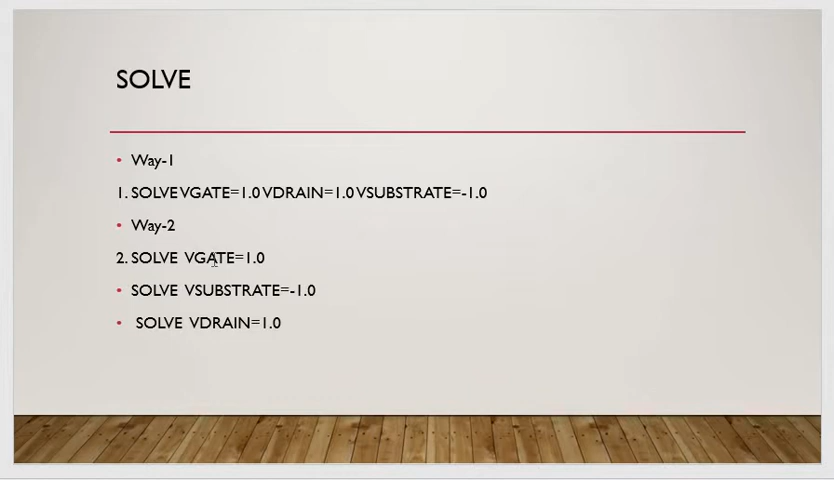 SOLVE
• Way-1
1. SOLVE VGATE=1.0 VDRAIN=1.0 VSUBSTRATE=-1.0
• Way-2
2. SOLVE VGATE=1.0
• SOLVE VSUBSTRATE=-1.0
• SOLVE VDRAIN=1.0